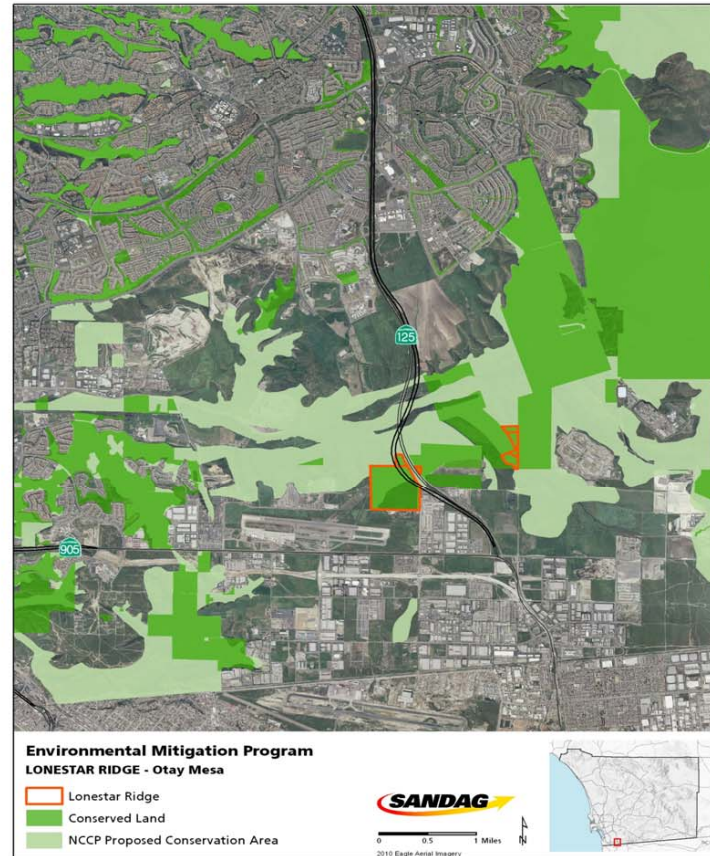 125
905
Environmental Mitigation Program
LONESTAR RIDGE - Otay Mesa
Lonestar Ridge
Conserved Land
NCCP Proposed Conservation Area
SANDAG
0 0.5 1 Miles
N
2010 Eagle Aerial Imagery